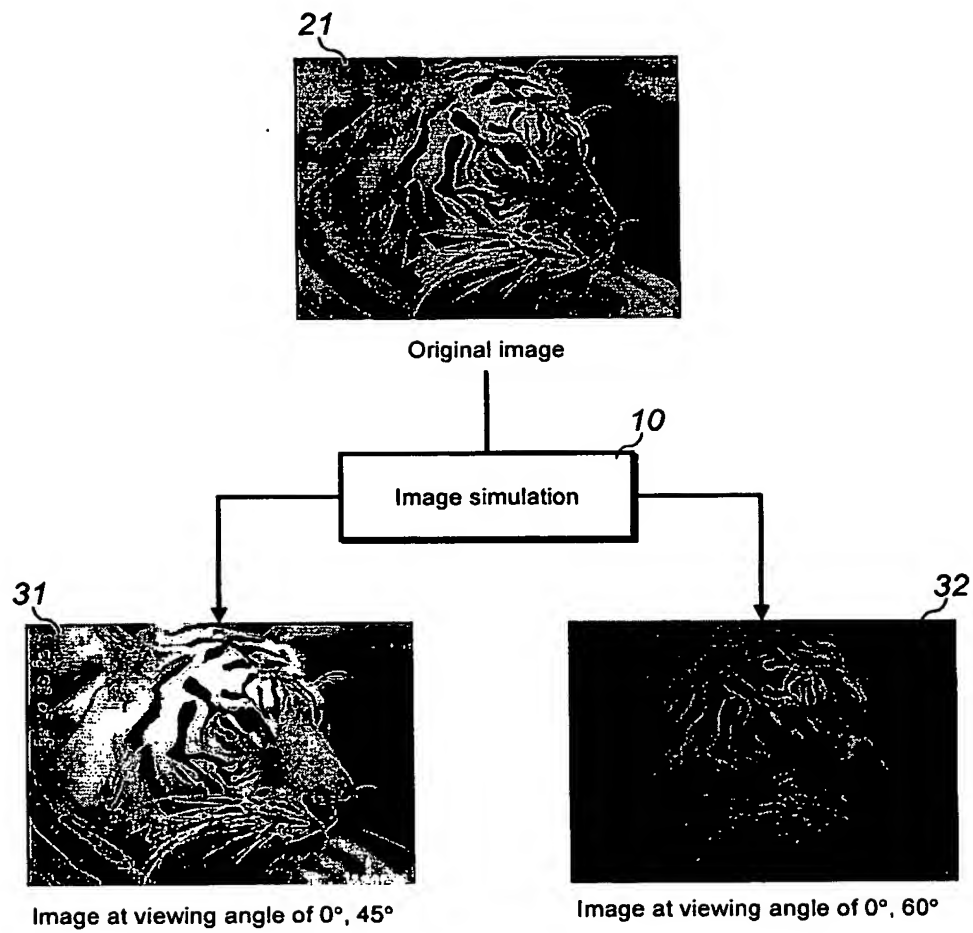 21
Original image
10
Image simulation
31
32
Image at viewing angle of 0°, 45°
Image at viewing angle of 0°, 60°